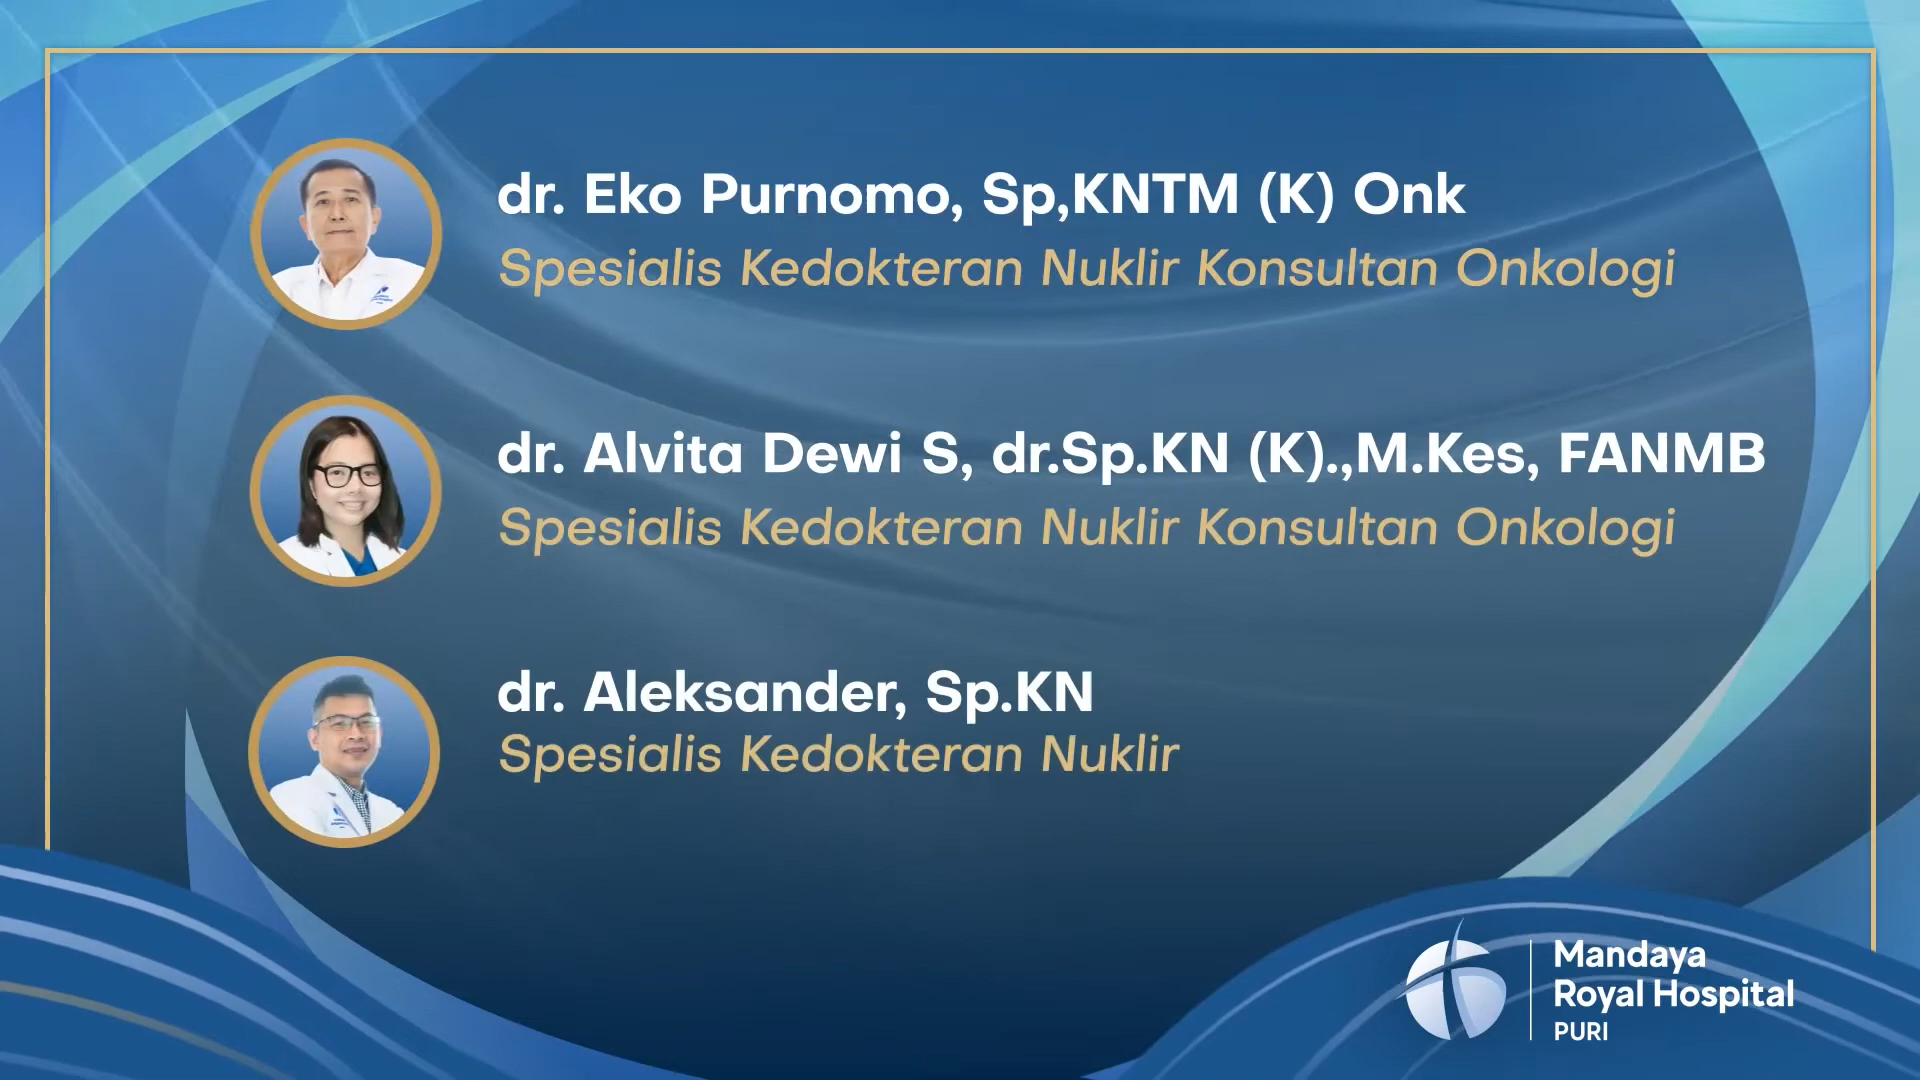 dr. Eko Purnomo, Sp,KNTM (K) Onk
Spesialis Kedokteran Nuklir Konsultan Onkologi
dr. Alvita Dewi S, dr.Sp.KN (K).,M.Kes, FANMB
Spesialis Kedokteran Nuklir Konsultan Onkologi
dr. Aleksander, Sp.KN
Spesialis Kedokteran Nuklir
Mandaya
Royal Hospital
PURI